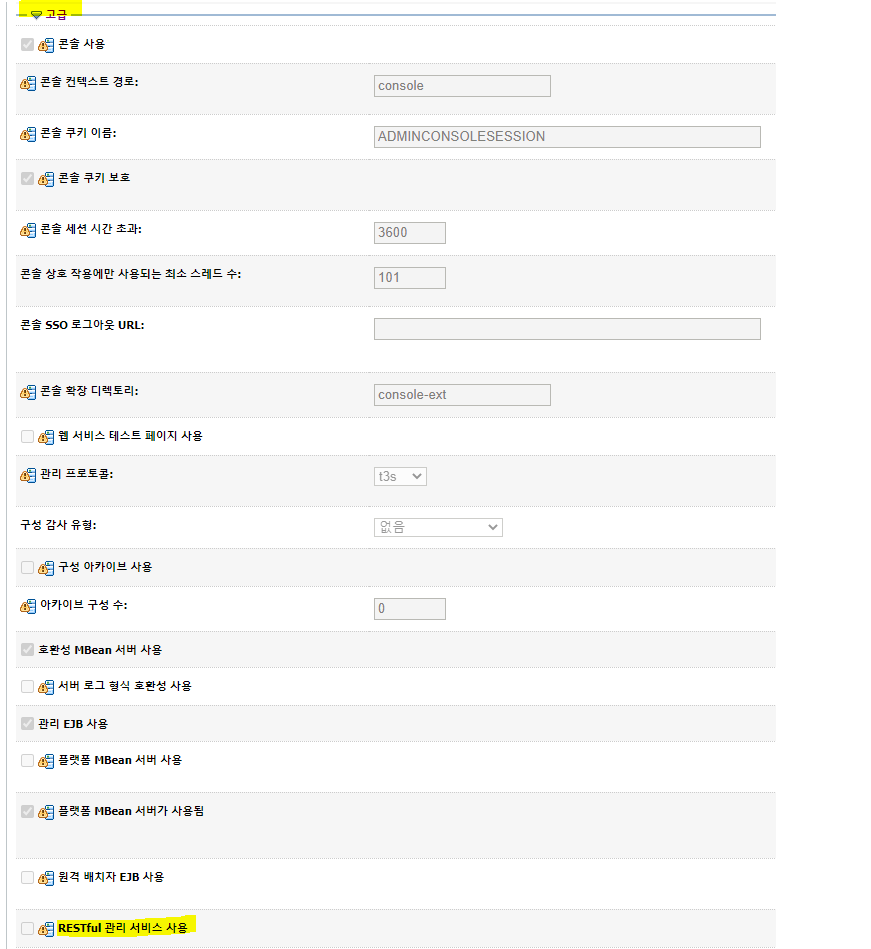 고급
콘솔 사용
콘솔 컨텍스트 경로:
console
콘솔 쿠키 이름:
ADMINCONSOLESESSION
콘솔 쿠키 보호
콘솔 세션 시간 초과:
3600
콘솔 상호 작용에만 사용되는 최소 스레드 수:
101
콘솔 SSO 로그아웃 URL:
콘솔 확장 디렉토리:
console-ext
웹 서비스 테스트 페이지 사용
관리 프로토콜:
t3s
구성 감사 유형:
없음
구성 아카이브 사용
아카이브 구성 수:
0
호환성 MBean 서버 사용
서버 로그 형식 호환성 사용
관리 EJB 사용
플랫폼 MBean 서버 사용
플랫폼 MBean 서버가 사용됨
원격 배치자 EJB 사용
RESTful 관리 서비스 사용